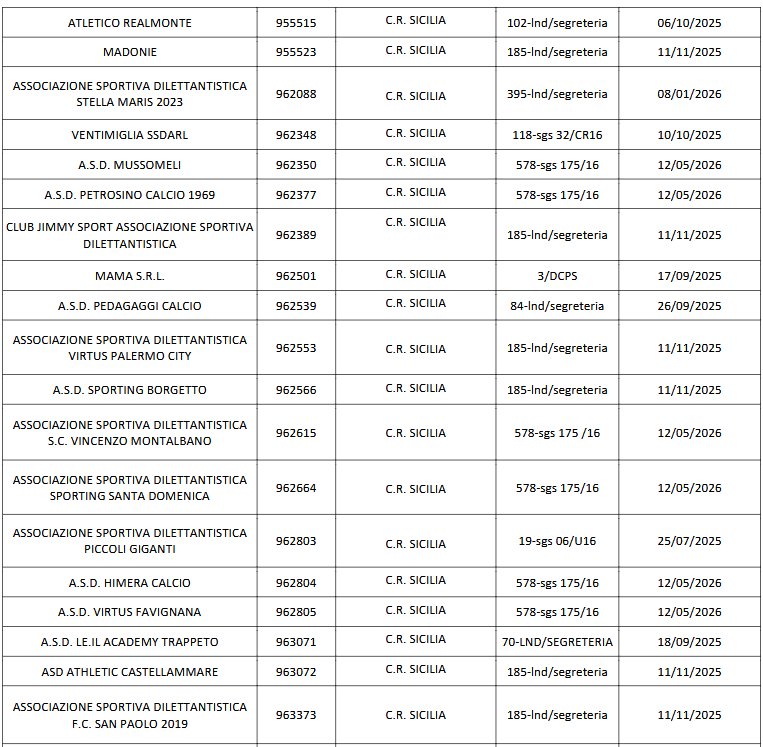 ATLETICO REALMONTE 955515 C.R. SICILIA 102-lnd/segreteria 06/10/2025
MADONIE 955523 C.R. SICILIA 185-lnd/segreteria 11/11/2025
ASSOCIAZIONE SPORTIVA DILETTANTISTICA
STELLA MARIS 2023 962088 C.R. SICILIA 395-lnd/segreteria 08/01/2026
VENTIMIGLIA SSDARL 962348 C.R. SICILIA 118-sgs 32/CR16 10/10/2025
A.S.D. MUSSOMELI 962350 C.R. SICILIA 578-sgs 175/16 12/05/2026
A.S.D. PETROSINO CALCIO 1969 962377 C.R. SICILIA 578-sgs 175/16 12/05/2026
CLUB JIMMY SPORT ASSOCIAZIONE SPORTIVA
DILETTANTISTICA 962389 C.R. SICILIA 185-lnd/segreteria 11/11/2025
MAMA S.R.L. 962501 C.R. SICILIA 3/DCPS 17/09/2025
A.S.D. PEDAGAGGI CALCIO 962539 C.R. SICILIA 84-lnd/segreteria 26/09/2025
ASSOCIAZIONE SPORTIVA DILETTANTISTICA
VIRTUS PALERMO CITY 962553 C.R. SICILIA 185-lnd/segreteria 11/11/2025
A.S.D. SPORTING BORGETTO 962566 C.R. SICILIA 185-lnd/segreteria 11/11/2025
ASSOCIAZIONE SPORTIVA DILETTANTISTICA
S.C. VINCENZO MONTALBANO 962615 C.R. SICILIA 578-sgs 175 /16 12/05/2026
ASSOCIAZIONE SPORTIVA DILETTANTISTICA
SPORTING SANTA DOMENICA 962664 C.R. SICILIA 578-sgs 175/16 12/05/2026
ASSOCIAZIONE SPORTIVA DILETTANTISTICA
PICCOLI GIGANTI 962803 C.R. SICILIA 19-sgs 06/U16 25/07/2025
A.S.D. HIMERA CALCIO 962804 C.R. SICILIA 578-sgs 175/16 12/05/2026
A.S.D. VIRTUS FAVIGNANA 962805 C.R. SICILIA 578-sgs 175/16 12/05/2026
A.S.D. LE.IL ACADEMY TRAPPETO 963071 C.R. SICILIA 70-LND/SEGRETERIA 18/09/2025
ASD ATHLETIC CASTELLAMMARE 963072 C.R. SICILIA 185-lnd/segreteria 11/11/2025
ASSOCIAZIONE SPORTIVA DILETTANTISTICA
F.C. SAN PAOLO 2019 963373 C.R. SICILIA 185-lnd/segreteria 11/11/2025